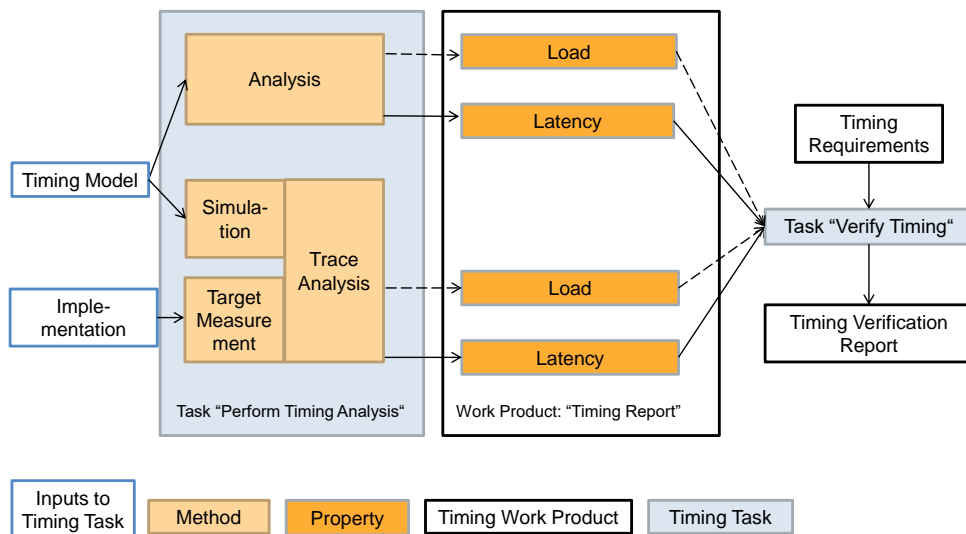 Analysis
Load
Latency
Timing
Requirements
Timing Model
Simula-
tion
Task “Verify Timing“
Trace
Analysis
Load
Imple-
mentation
Target
Measure
ment
Timing Verification
Report
Latency
Task “Perform Timing Analysis“
Work Product: “Timing Report”
Inputs to
Timing Task
Method
Property
Timing Work Product
Timing Task